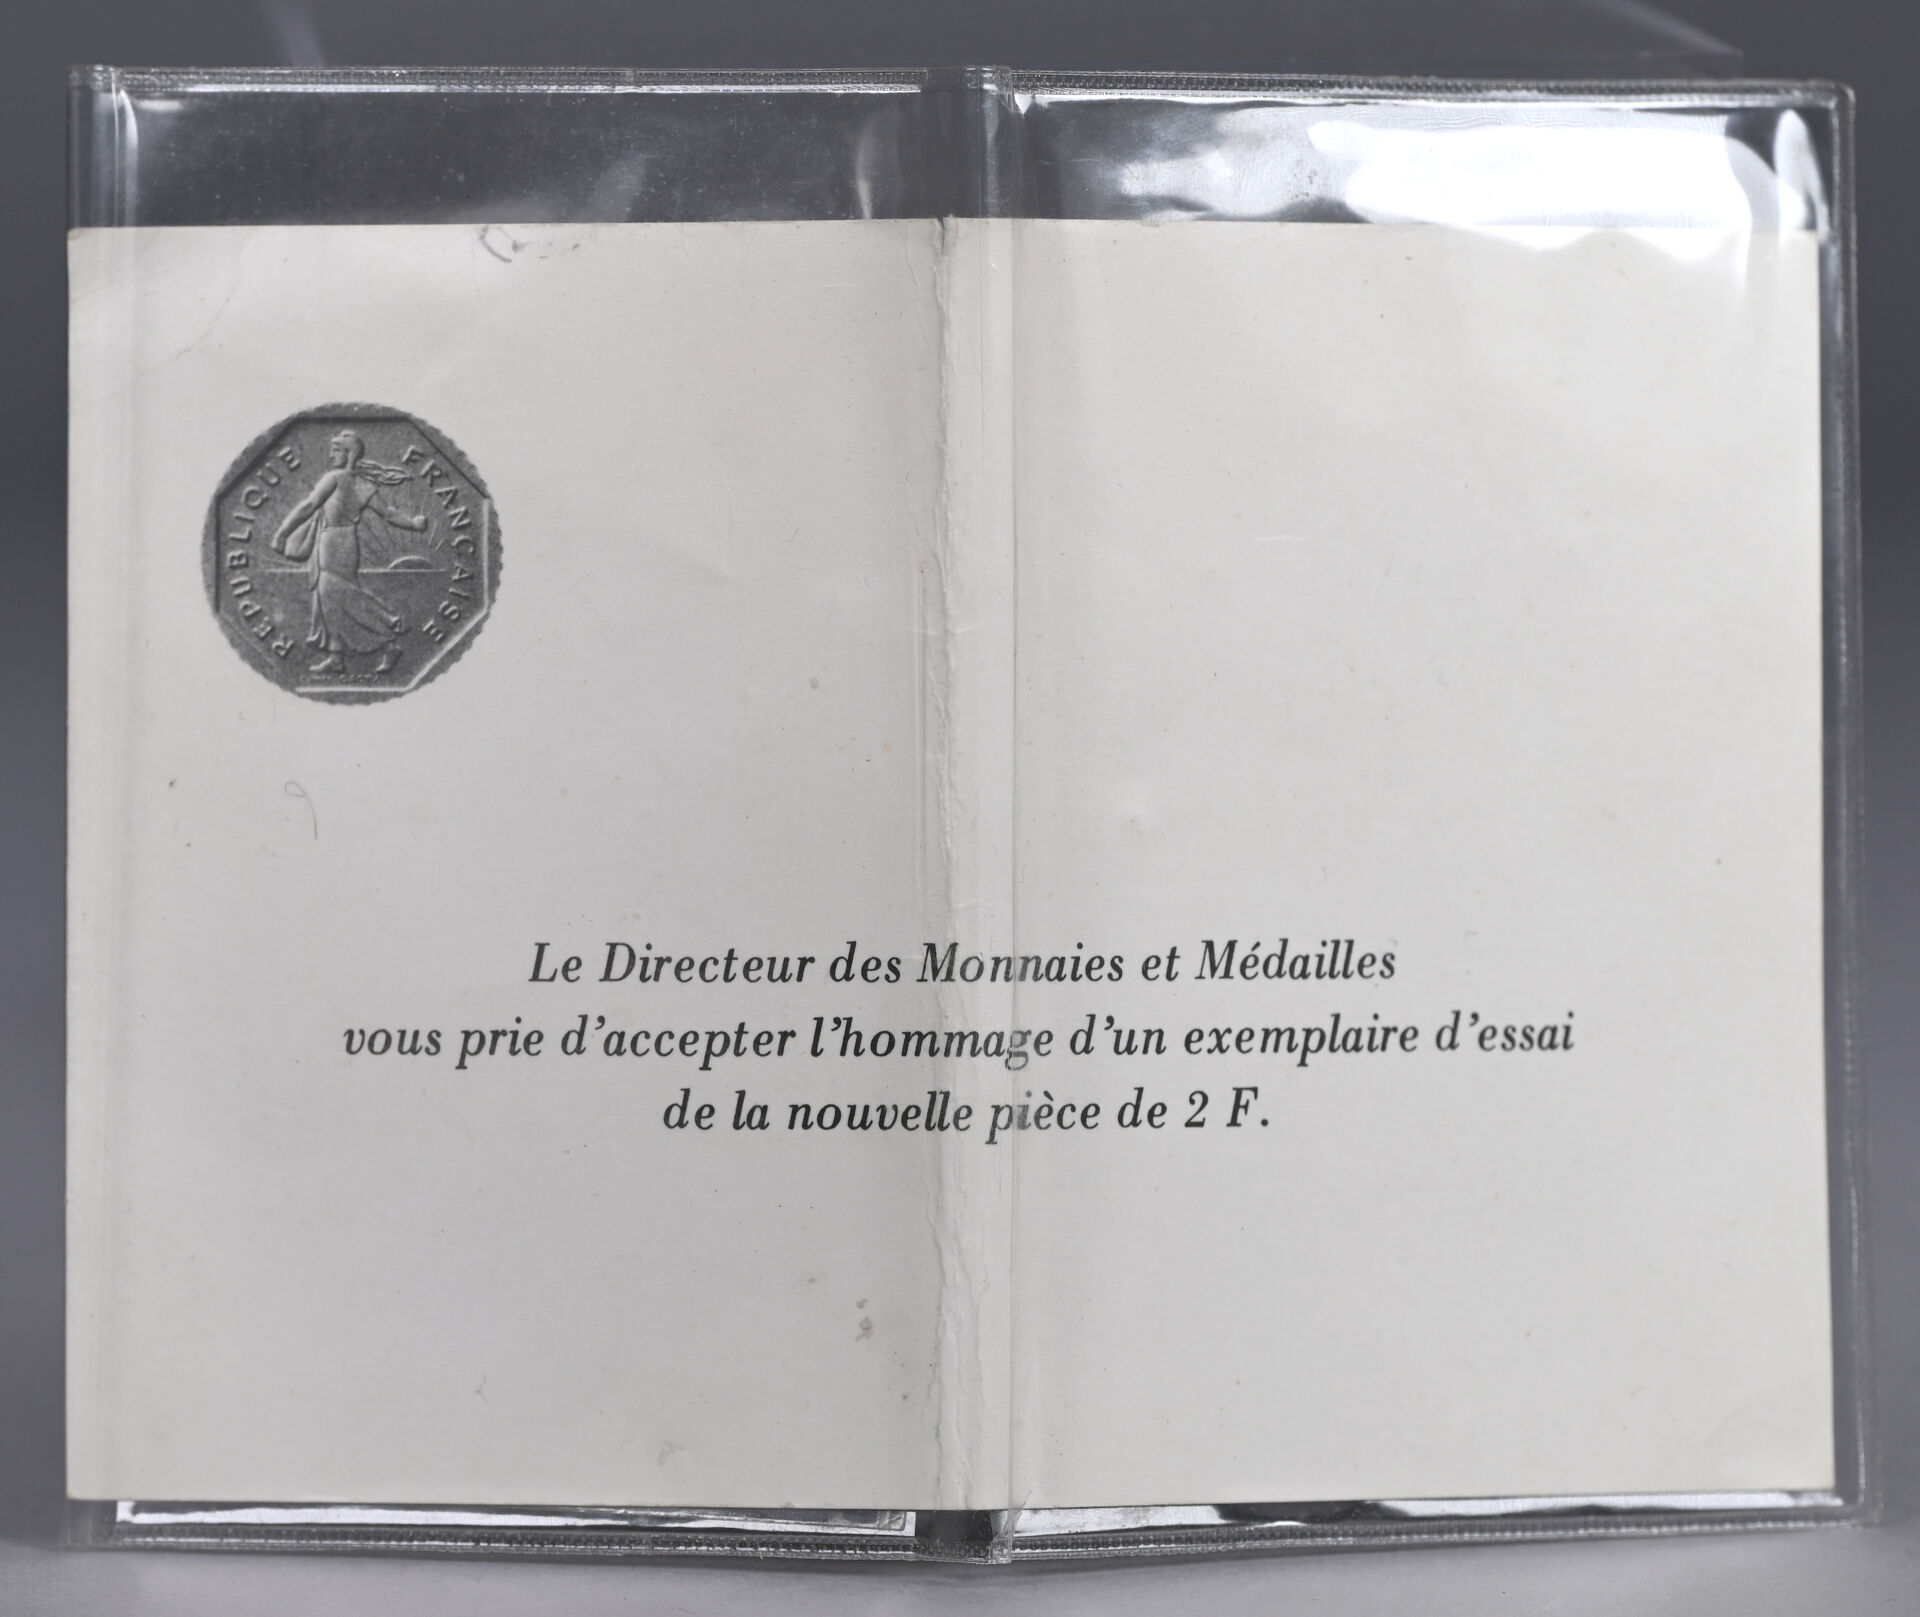 RÉPUBLIQUE FRANÇAISE
Le Directeur des Monnaies et Médailles
vous prie d'accepter l'hommage d'un exemplaire d'essai
de la nouvelle pièce de 2 F.